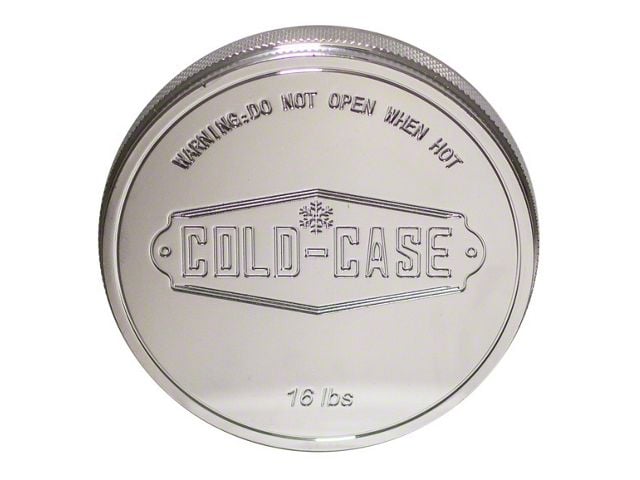 WARNING:DO NOT OPEN WHEN HOT
COLD-CASE
16 lbs